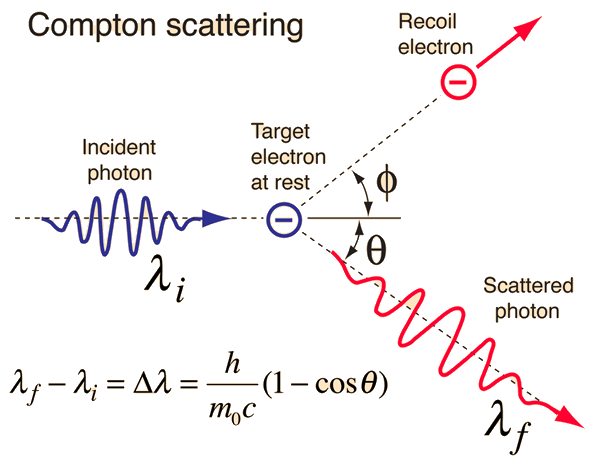 Compton scattering
Recoil
electron
Incident
photon
Target
electron
at rest
−
−
ϕ
θ
λi
Scattered
photon
λf − λi = Δλ = h/m₀c (1 − cosθ)
λf